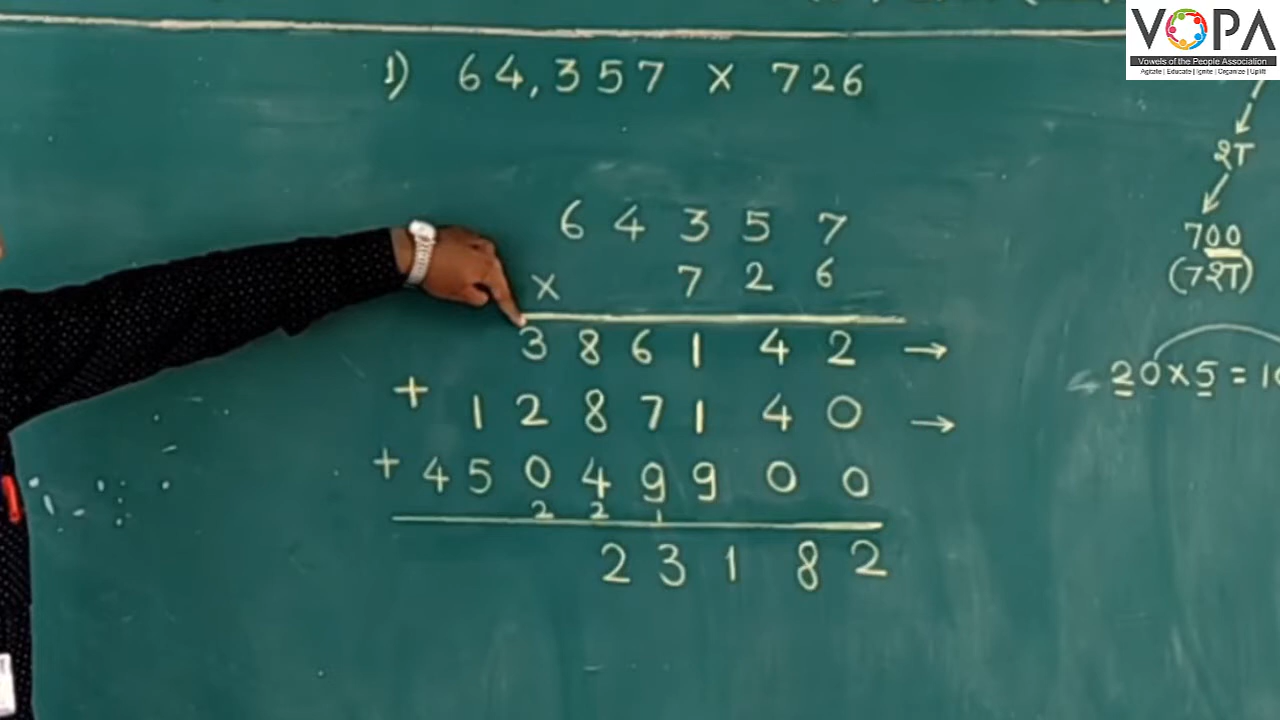 VOPA
Vowels of the People Association
Agitate | Educate | Ignite | Organize | Uplift
1) 64,357 × 726
शT
700
(7शT)
20×5=10
6 4 3 5 7
× 7 2 6
3 8 6 1 4 2 →
+ 1 2 8 7 1 4 0 →
+ 4 5 0 4 9 9 0 0
2 2 1
2 3 1 8 2